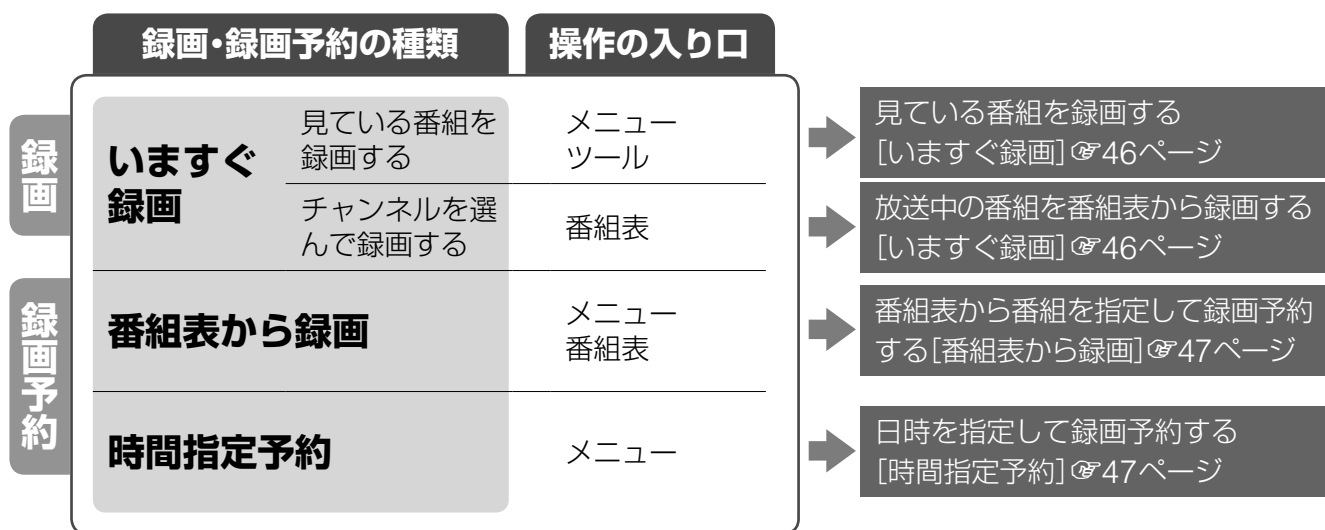 録画・録画予約の種類
操作の入り口
録画
いますぐ
録画
見ている番組を
録画する
メニュー
ツール
見ている番組を録画する
[いますぐ録画]☞46ページ
チャンネルを選
んで録画する
番組表
放送中の番組を番組表から録画する
[いますぐ録画]☞46ページ
録画予約
番組表から録画
メニュー
番組表
番組表から番組を指定して録画予約
する[番組表から録画]☞47ページ
時間指定予約
メニュー
日時を指定して録画予約する
[時間指定予約]☞47ページ